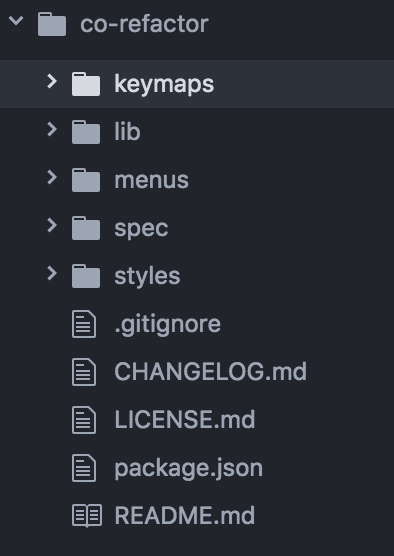 co-refactor
keymaps
lib
menus
spec
styles
.gitignore
CHANGELOG.md
LICENSE.md
package.json
README.md